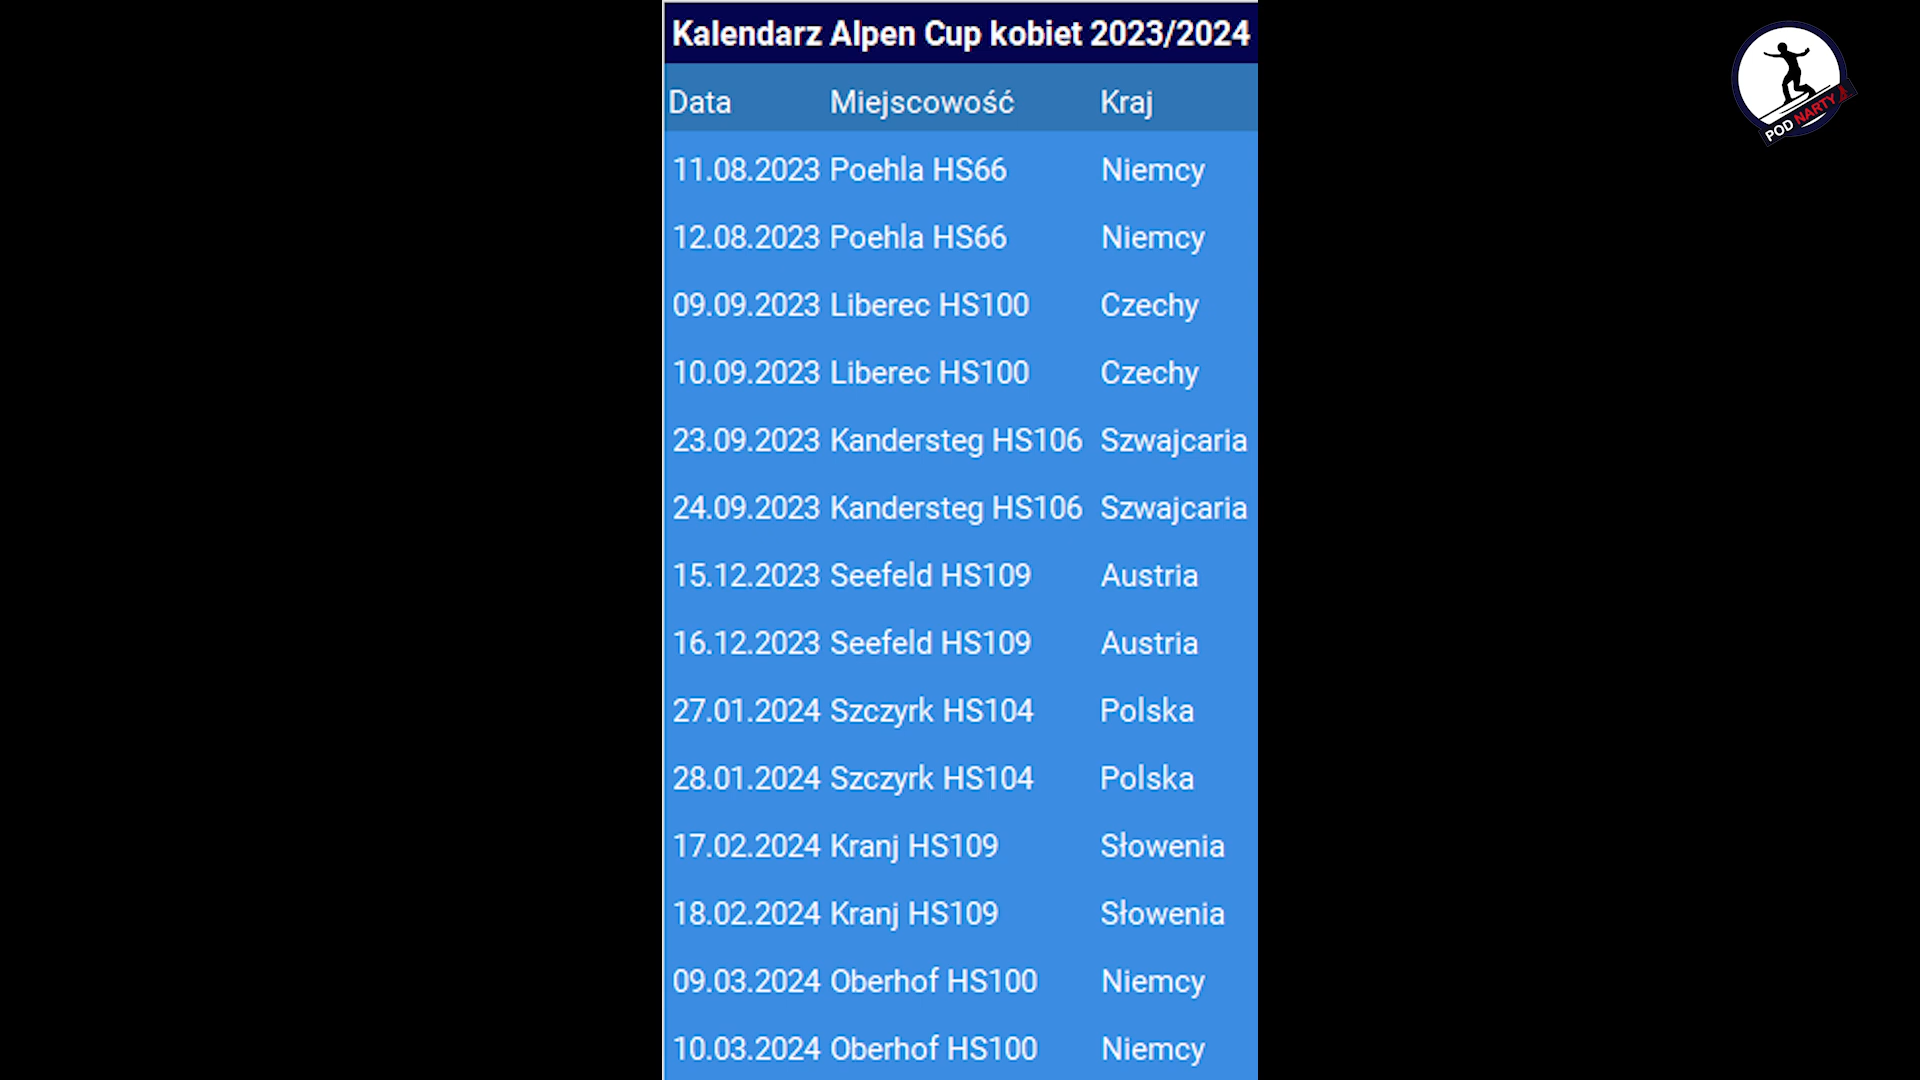 Kalendarz Alpen Cup kobiet 2023/2024
Data Miejscowość Kraj
11.08.2023 Poehla HS66 Niemcy
12.08.2023 Poehla HS66 Niemcy
09.09.2023 Liberec HS100 Czechy
10.09.2023 Liberec HS100 Czechy
23.09.2023 Kandersteg HS106 Szwajcaria
24.09.2023 Kandersteg HS106 Szwajcaria
15.12.2023 Seefeld HS109 Austria
16.12.2023 Seefeld HS109 Austria
27.01.2024 Szczyrk HS104 Polska
28.01.2024 Szczyrk HS104 Polska
17.02.2024 Kranj HS109 Słowenia
18.02.2024 Kranj HS109 Słowenia
09.03.2024 Oberhof HS100 Niemcy
10.03.2024 Oberhof HS100 Niemcy
POD NARTY